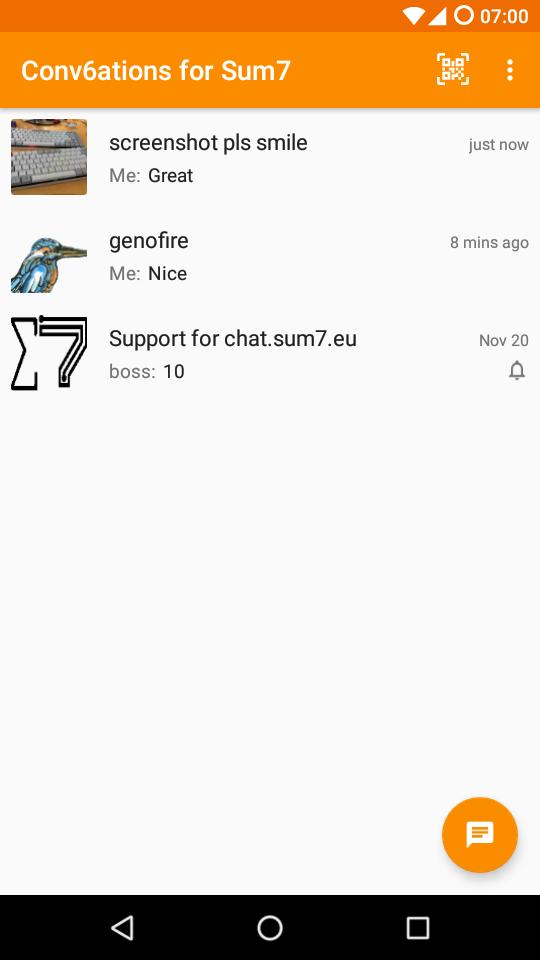 07:00
Conv6ations for Sum7
screenshot pls smile just now
Me: Great
genofire 8 mins ago
Me: Nice
Support for chat.sum7.eu Nov 20
boss: 10